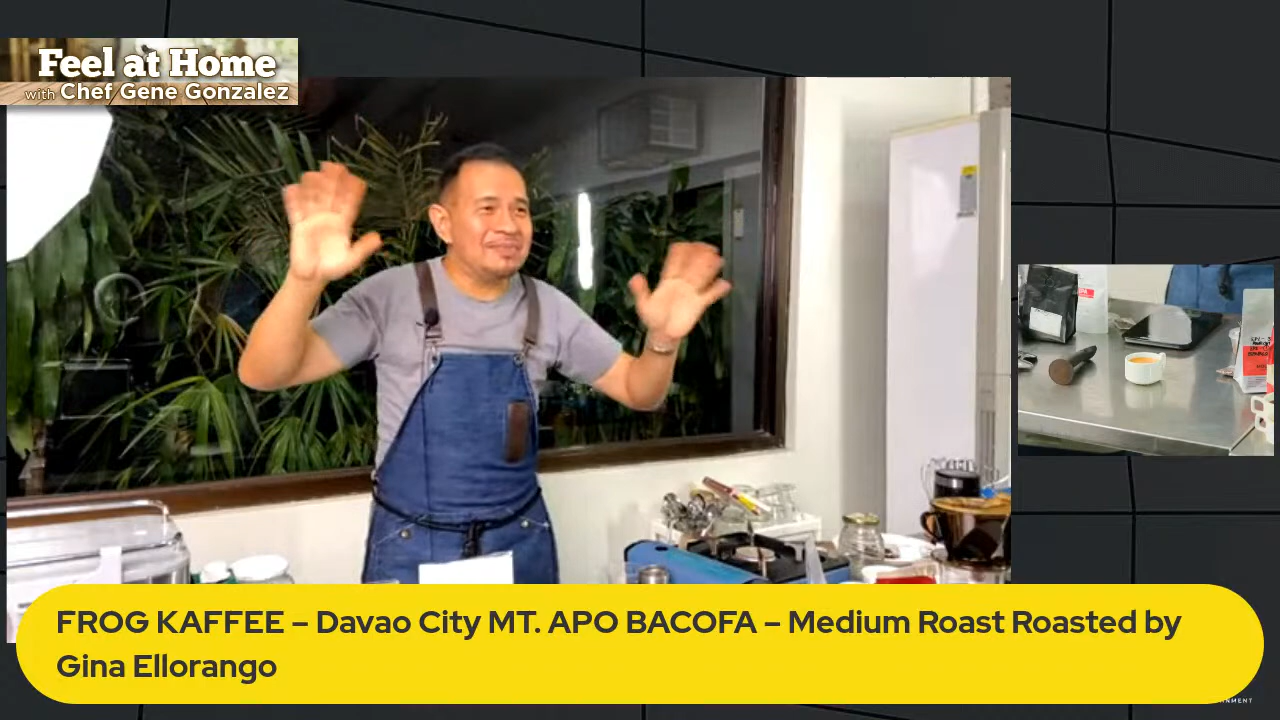 Feel at Home
with Chef Gene Gonzalez
FROG KAFFEE – Davao City MT. APO BACOFA – Medium Roast Roasted by
Gina Ellorango